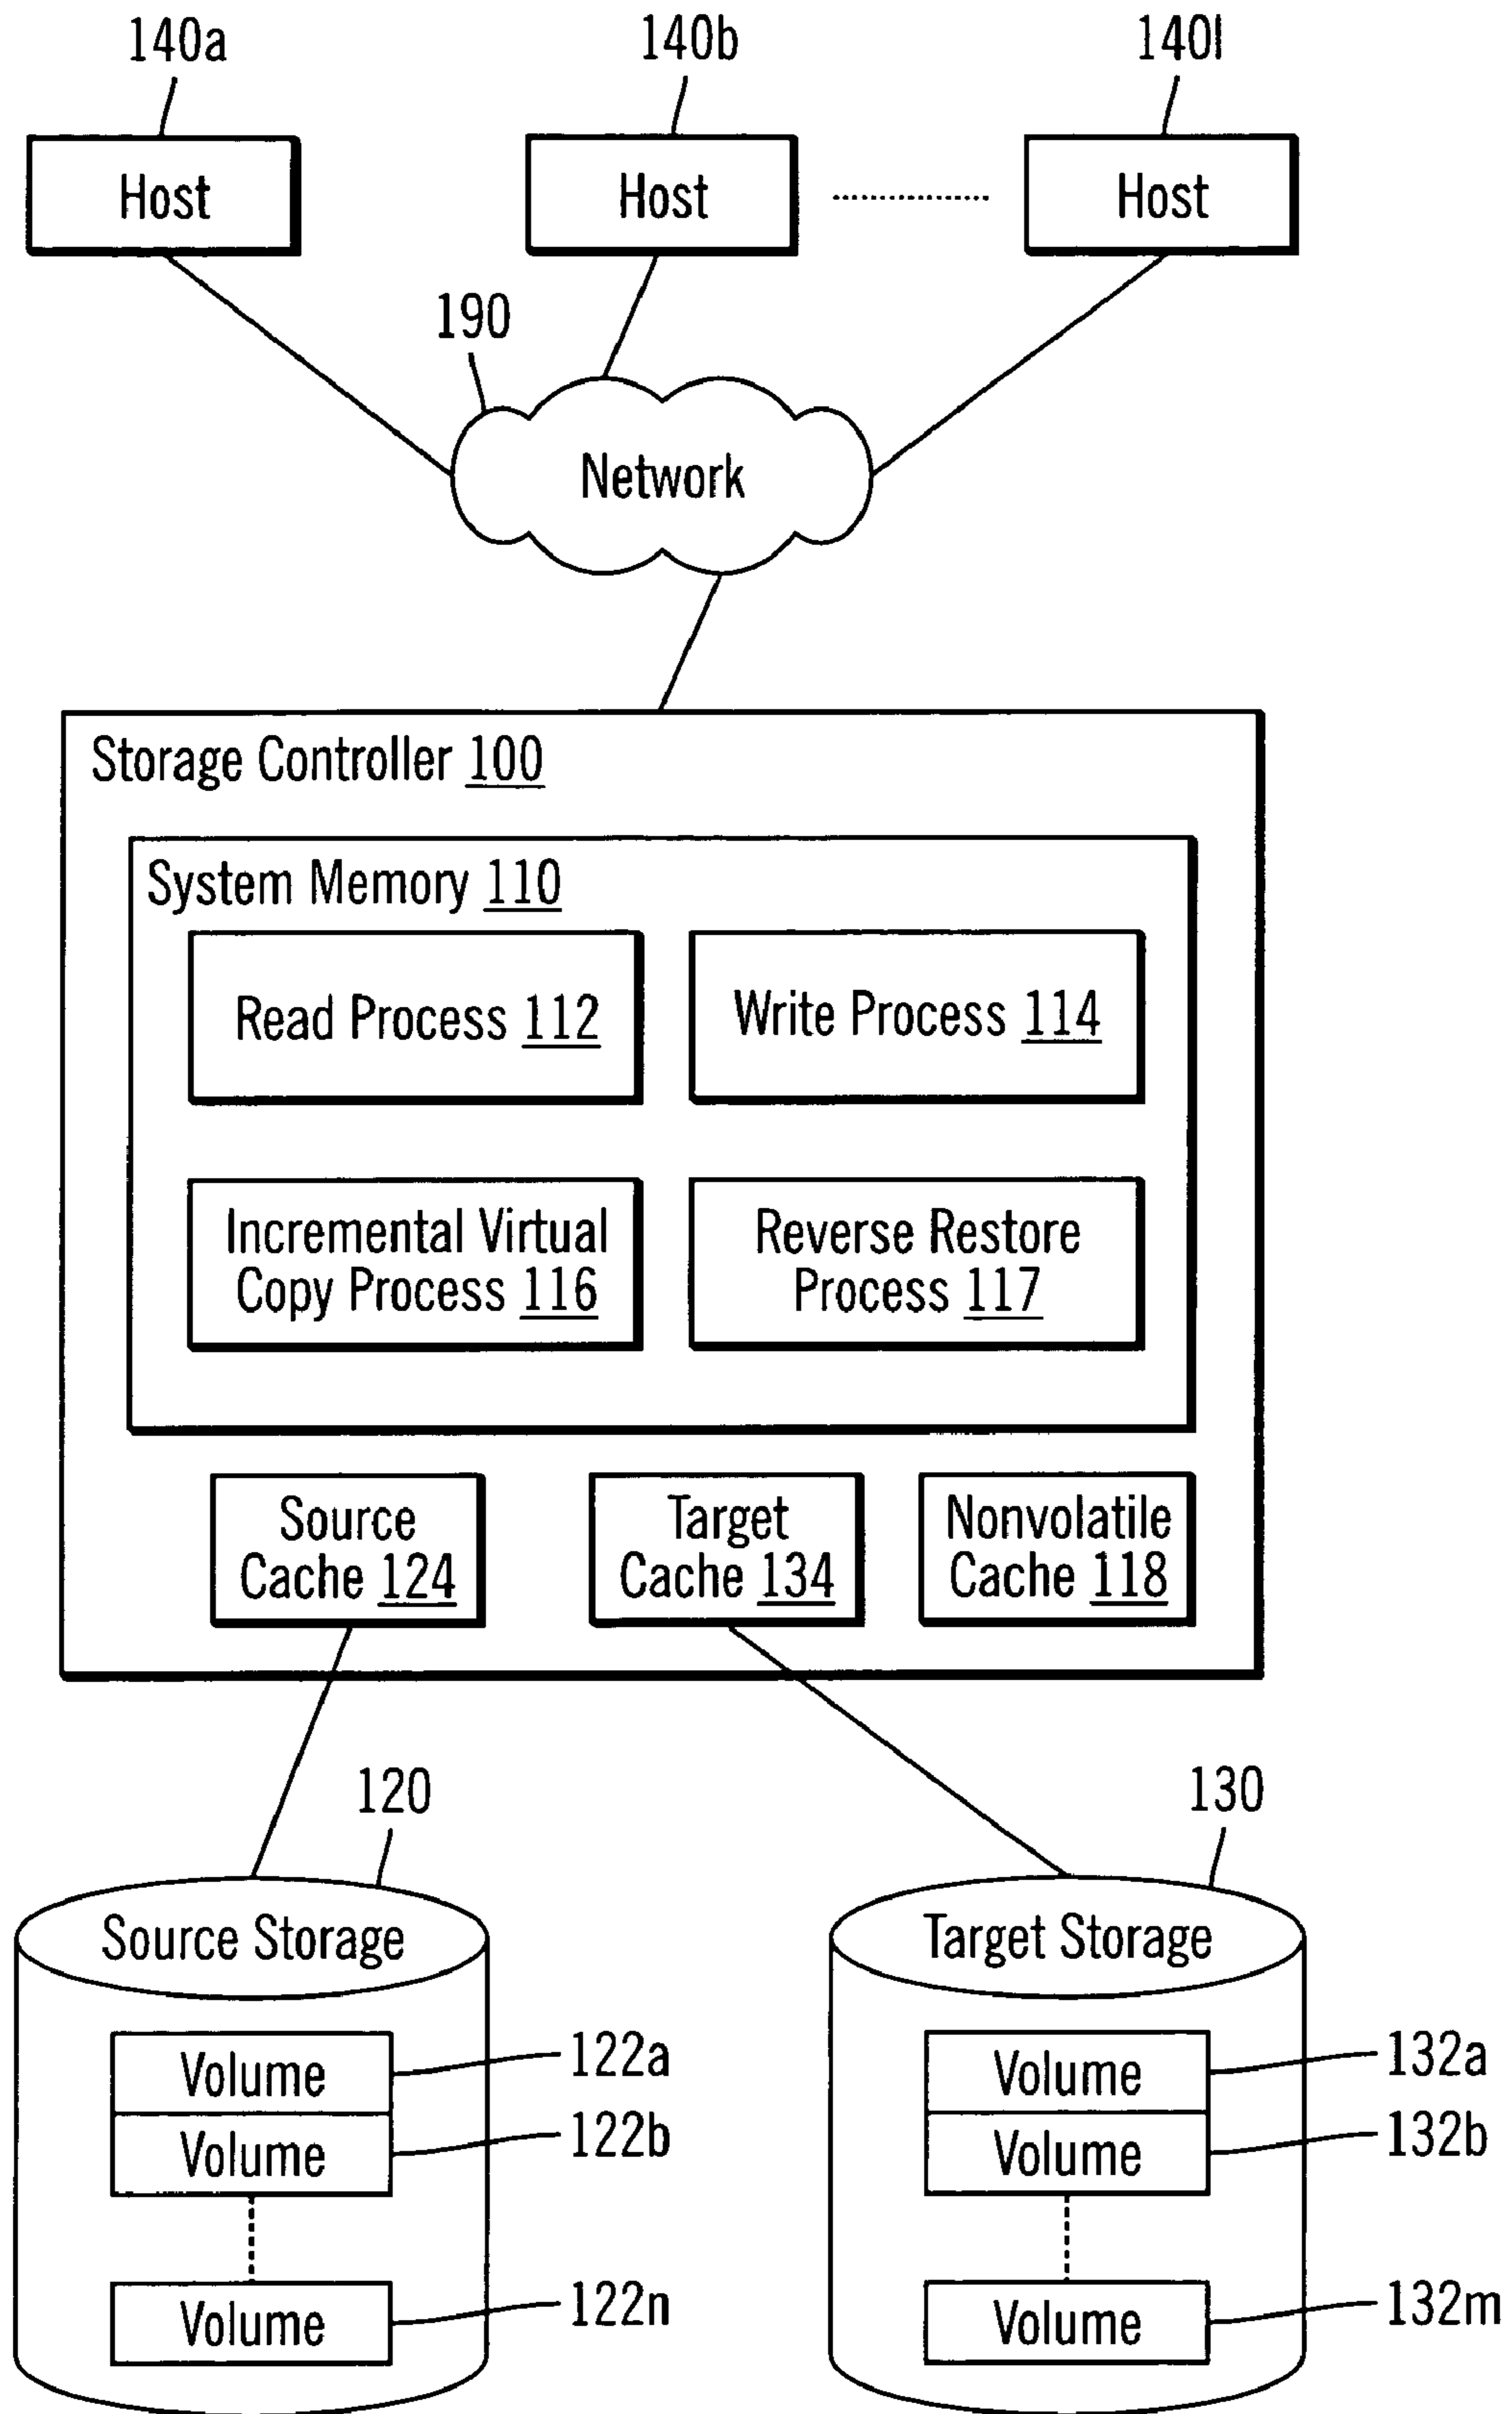 140a
140b
140l
Host
Host
Host
190
Network
Storage Controller 100
System Memory 110
Read Process 112
Write Process 114
Incremental Virtual
Copy Process 116
Reverse Restore
Process 117
Source
Cache 124
Target
Cache 134
Nonvolatile
Cache 118
120
130
Source Storage
Target Storage
Volume
122a
Volume
122b
Volume
122n
Volume
132a
Volume
132b
Volume
132m